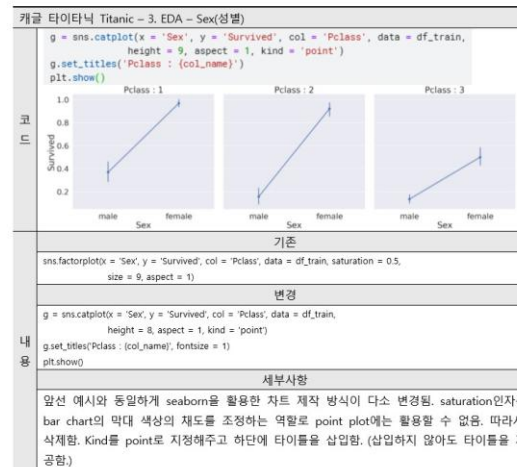 캐글 타이타닉 Titanic – 3. EDA – Sex(성별)
g = sns.catplot(x = 'Sex', y = 'Survived', col = 'Pclass', data = df_train,
height = 9, aspect = 1, kind = 'point')
g.set_titles('Pclass : {col_name}')
plt.show()
코드
Pclass : 1 Pclass : 2 Pclass : 3
1.0
0.8
0.6
0.4
0.2
Survived
male female male female male female
Sex Sex Sex
기존
sns.factorplot(x = 'Sex', y = 'Survived', col = 'Pclass', data = df_train, saturation = 0.5,
size = 9, aspect = 1)
변경
g = sns.catplot(x = 'Sex', y = 'Survived', col = 'Pclass', data = df_train,
height = 8, aspect = 1, kind = 'point')
g.set_titles('Pclass : {col_name}', fontsize = 1)
plt.show()
내용
세부사항
앞선 예시와 동일하게 seaborn을 활용한 차트 제작 방식이 다소 변경됨. saturation인자
bar chart의 막대 색상의 채도를 조정하는 역할로 point plot에는 활용할 수 없음. 따라서
삭제함. Kind를 point로 지정해주고 하단에 타이틀을 삽입함. (삽입하지 않아도 타이틀을
공함.)